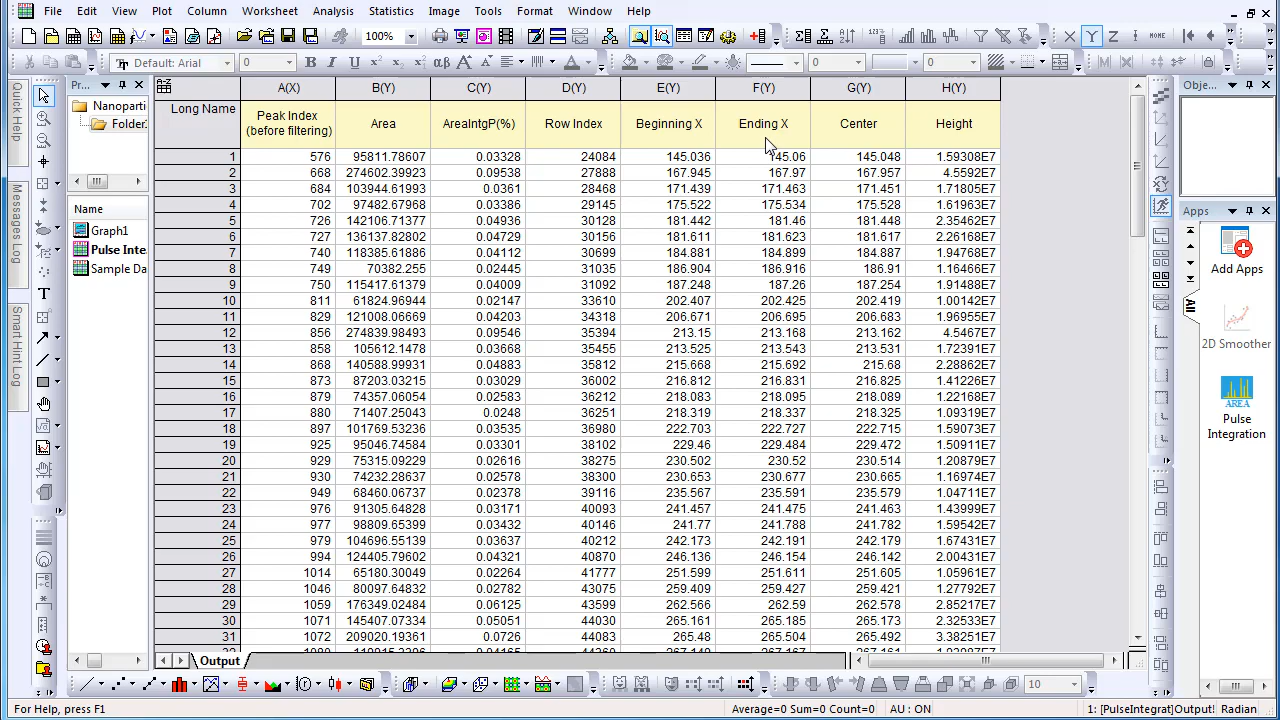 File Edit View Plot Column Worksheet Analysis Statistics Image Tools Format Window Help
100%
Default: Arial 0 B I U
Quick Help
Messages Log
Smart Hint Log
Nanoparti
Folder1
Name
Graph1
Pulse Inte
Sample Da
A(X) B(Y) C(Y) D(Y) E(Y) F(Y) G(Y) H(Y)
Long Name Peak Index (before filtering) Area AreaIntgP(%) Row Index Beginning X Ending X Center Height
1 576 95811.78607 0.03328 24084 145.036 145.06 145.048 1.59308E7
2 668 274602.39923 0.09538 27888 167.945 167.97 167.957 4.5592E7
3 684 103944.61993 0.0361 28468 171.439 171.463 171.451 1.71805E7
4 702 97482.67968 0.03386 29145 175.522 175.534 175.528 1.61963E7
5 726 142106.71377 0.04936 30128 181.442 181.46 181.448 2.35462E7
6 727 136137.82802 0.04729 30156 181.611 181.623 181.617 2.26168E7
7 740 118385.61886 0.04112 30699 184.881 184.899 184.887 1.94768E7
8 749 70382.255 0.02445 31035 186.904 186.916 186.91 1.16466E7
9 750 115417.61379 0.04009 31092 187.248 187.26 187.254 1.91488E7
10 811 61824.96944 0.02147 33610 202.407 202.425 202.419 1.00142E7
11 829 121008.06669 0.04203 34318 206.671 206.695 206.683 1.96955E7
12 856 274839.98493 0.09546 35394 213.15 213.168 213.162 4.5467E7
13 858 105612.1478 0.03668 35455 213.525 213.543 213.531 1.72391E7
14 868 140588.99931 0.04883 35812 215.668 215.692 215.68 2.28862E7
15 873 87203.03215 0.03029 36002 216.812 216.831 216.825 1.41226E7
16 879 74357.06054 0.02583 36212 218.083 218.095 218.089 1.22168E7
17 880 71407.25043 0.0248 36251 218.319 218.337 218.325 1.09319E7
18 897 101769.53236 0.03535 36980 222.703 222.727 222.715 1.59073E7
19 925 95046.74584 0.03301 38102 229.46 229.484 229.472 1.50911E7
20 929 75315.09229 0.02616 38275 230.502 230.52 230.514 1.20879E7
21 930 74232.28637 0.02578 38300 230.653 230.677 230.665 1.16974E7
22 949 68460.06737 0.02378 39116 235.567 235.591 235.579 1.04711E7
23 976 91305.64828 0.03171 40093 241.457 241.475 241.463 1.43999E7
24 977 98809.65399 0.03432 40146 241.77 241.788 241.782 1.59542E7
25 979 104696.55139 0.03637 40212 242.173 242.191 242.179 1.67431E7
26 994 124405.79602 0.04321 40870 246.136 246.154 246.142 2.00431E7
27 1014 65180.30049 0.02264 41777 251.599 251.611 251.605 1.05961E7
28 1046 80097.64832 0.02782 43075 259.409 259.427 259.421 1.27792E7
29 1059 176349.02484 0.06125 43599 262.566 262.59 262.578 2.85217E7
30 1071 145407.07334 0.05051 44030 265.161 265.185 265.173 2.32533E7
31 1072 209020.19361 0.0726 44083 265.48 265.504 265.492 3.38251E7
Output
Obje...
Apps
All
Add Apps
2D Smoother
AREA
Pulse Integration
10
For Help, press F1
Average=0 Sum=0 Count=0 AU : ON 1: [PulseIntegrat]Output! Radian